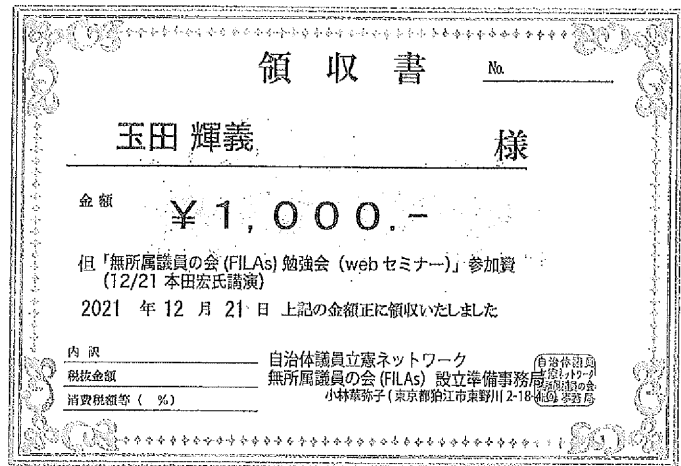 領収書
No.
玉田 輝義 様
金額 ¥1,000.-
但「無所属議員の会(FILAs)勉強会（webセミナー）」参加費
(12/21 本田宏氏講演)
2021 年 12 月 21 日 上記の金額正に領収いたしました
内訳
税抜金額
消費税額等（ %）
自治体議員立憲ネットワーク
無所属議員の会(FILAs) 設立準備事務局
小林菜弥子(東京都狛江市東野川2-18-